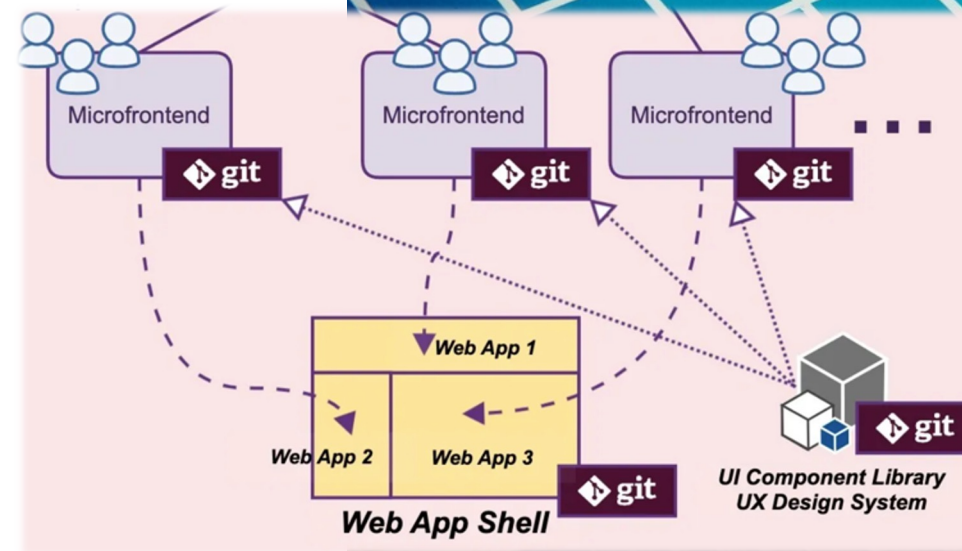 Microfrontend
Microfrontend
Microfrontend
git
git
git
...
Web App 1
Web App 2
Web App 3
git
git
UI Component Library
UX Design System
Web App Shell